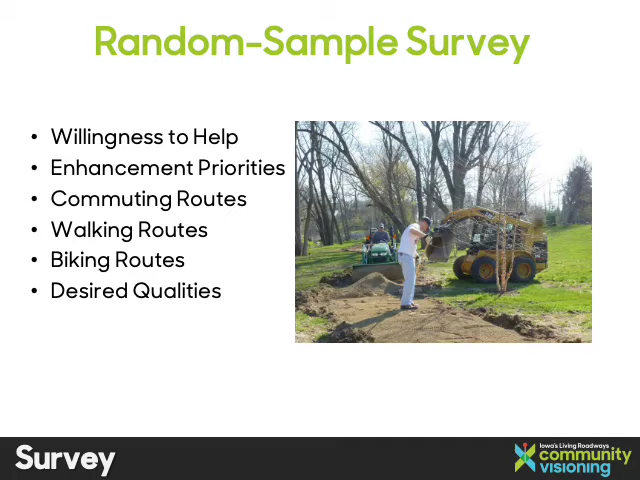 Random-Sample Survey
• Willingness to Help
• Enhancement Priorities
• Commuting Routes
• Walking Routes
• Biking Routes
• Desired Qualities
Survey
Iowa's Living Roadways
community
visioning